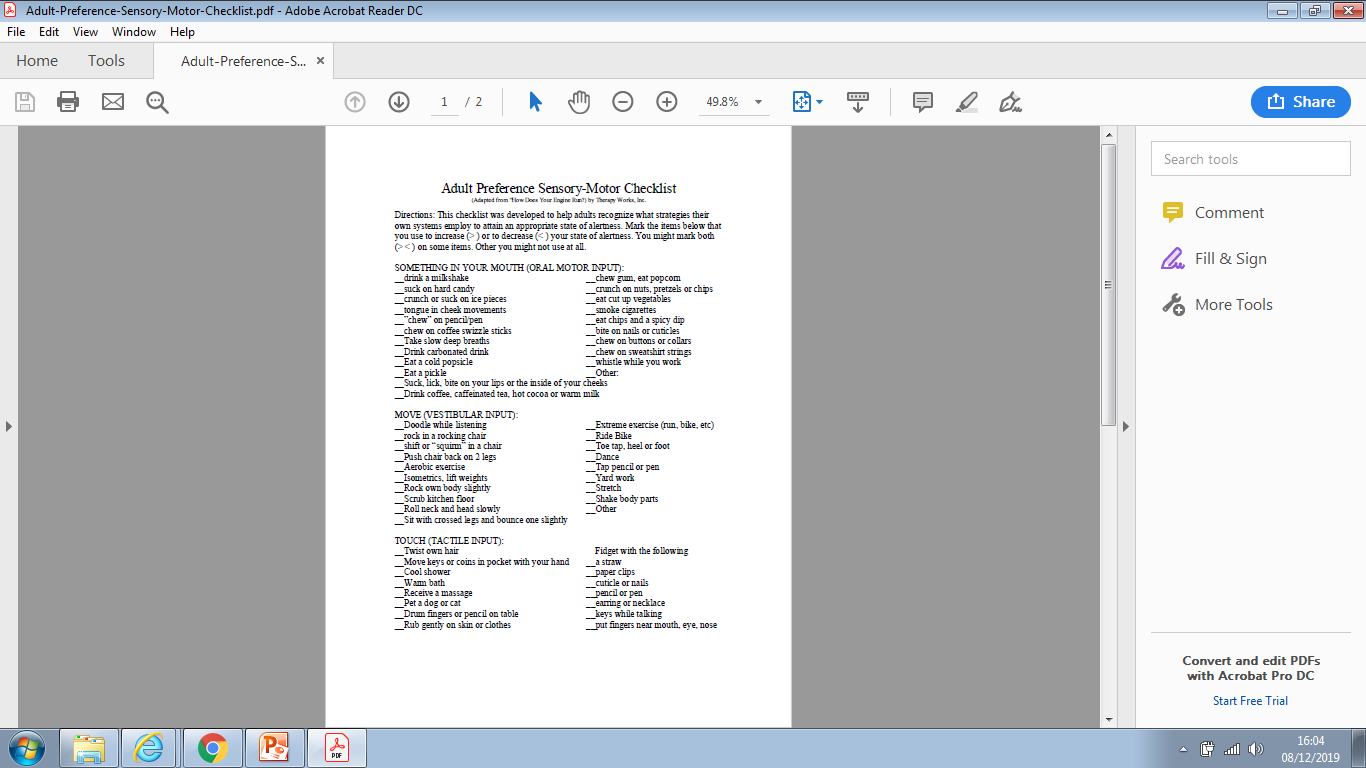 Adult-Preference-Sensory-Motor-Checklist.pdf - Adobe Acrobat Reader DC
File Edit View Window Help
Home Tools Adult-Preference-S... ×
1 / 2 49.8% Share
Search tools
Comment
Fill & Sign
More Tools
Convert and edit PDFs
with Acrobat Pro DC
Start Free Trial
Adult Preference Sensory-Motor Checklist
(Adapted from "How Does Your Engine Run?) by Therapy Works, Inc.
Directions: This checklist was developed to help adults recognize what strategies their
own systems employ to attain an appropriate state of alertness. Mark the items below that
you use to increase (> ) or to decrease (< ) your state of alertness. You might mark both
(> < ) on some items. Other you might not use at all.
SOMETHING IN YOUR MOUTH (ORAL MOTOR INPUT):
__drink a milkshake __chew gum, eat popcorn
__suck on hard candy __crunch on nuts, pretzels or chips
__crunch or suck on ice pieces __eat cut up vegetables
__tongue in cheek movements __smoke cigarettes
__"chew" on pencil/pen __eat chips and a spicy dip
__chew on coffee swizzle sticks __bite on nails or cuticles
__Take slow deep breaths __chew on buttons or collars
__Drink carbonated drink __chew on sweatshirt strings
__Eat a cold popsicle __whistle while you work
__Eat a pickle __Other:
__Suck, lick, bite on your lips or the inside of your cheeks
__Drink coffee, caffeinated tea, hot cocoa or warm milk
MOVE (VESTIBULAR INPUT):
__Doodle while listening __Extreme exercise (run, bike, etc)
__rock in a rocking chair __Ride Bike
__shift or "squirm" in a chair __Toe tap, heel or foot
__Push chair back on 2 legs __Dance
__Aerobic exercise __Tap pencil or pen
__Isometrics, lift weights __Yard work
__Rock own body slightly __Stretch
__Scrub kitchen floor __Shake body parts
__Roll neck and head slowly __Other
__Sit with crossed legs and bounce one slightly
TOUCH (TACTILE INPUT):
__Twist own hair Fidget with the following
__Move keys or coins in pocket with your hand __a straw
__Cool shower __paper clips
__Warm bath __cuticle or nails
__Receive a massage __pencil or pen
__Pet a dog or cat __earring or necklace
__Drum fingers or pencil on table __keys while talking
__Rub gently on skin or clothes __put fingers near mouth, eye, nose
PDF
16:04
08/12/2019